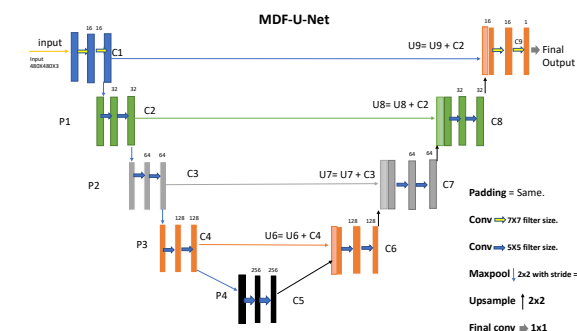 MDF-U-Net
16 16
input
Input
480X480X3
C1
U9= U9 + C2
16 16 1
C9
Final
Output
P1
32 32
C2
U8= U8 + C2
32 32
C8
P2
64 64
C3
U7= U7 + C3
64 64
C7
P3
128 128
C4
U6= U6 + C4
128 128
C6
P4
256 256
C5
Padding = Same.
Conv 7X7 filter size.
Conv 5X5 filter size.
Maxpool 2x2 with stride =
Upsample 2x2
Final conv 1x1